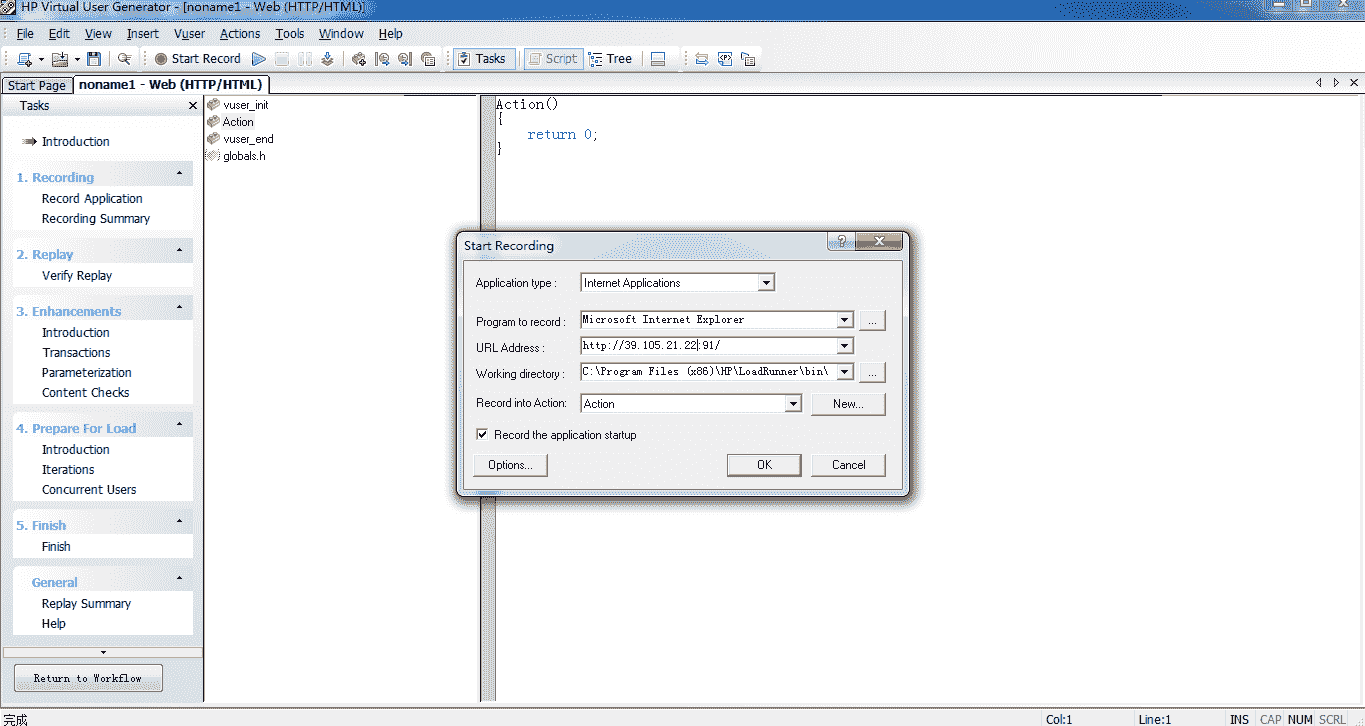 HP Virtual User Generator - [noname1 - Web (HTTP/HTML)]
File Edit View Insert Vuser Actions Tools Window Help
Start Record Tasks Script Tree
Start Page noname1 - Web (HTTP/HTML)
Tasks
Introduction
1. Recording
Record Application
Recording Summary
2. Replay
Verify Replay
3. Enhancements
Introduction
Transactions
Parameterization
Content Checks
4. Prepare For Load
Introduction
Iterations
Concurrent Users
5. Finish
Finish
General
Replay Summary
Help
Return to Workflow
vuser_init
Action
vuser_end
globals.h
Action()
{
return 0;
}
Start Recording
Application type : Internet Applications
Program to record : Microsoft Internet Explorer ...
URL Address : http://39.105.21.22:91/
Working directory : C:\Program Files (x86)\HP\LoadRunner\bin\ ...
Record into Action: Action New...
Record the application startup
Options... OK Cancel
完成 Col:1 Line:1 INS CAP NUM SCRL